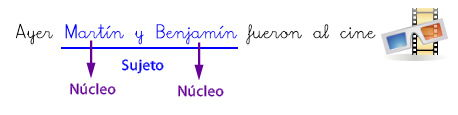 Ayer Martín y Benjamín fueron al cine
Sujeto
Núcleo Núcleo